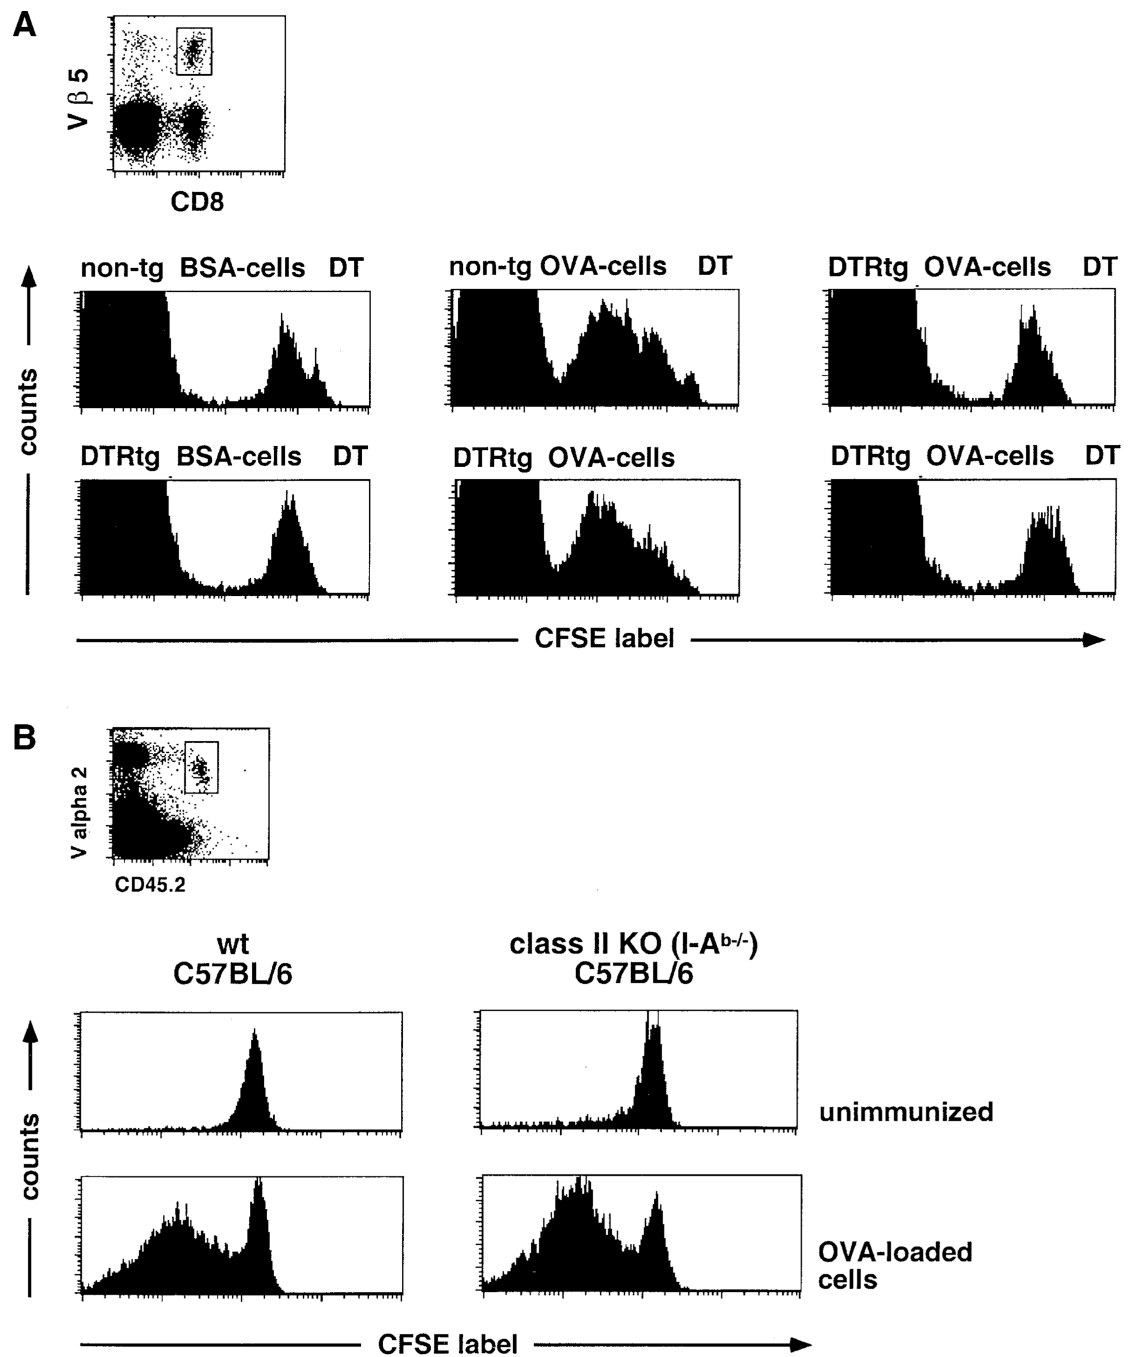 A
V β 5
CD8
non-tg BSA-cells DT
non-tg OVA-cells DT
DTRtg OVA-cells DT
counts
DTRtg BSA-cells DT
DTRtg OVA-cells
DTRtg OVA-cells DT
CFSE label
B
V alpha 2
CD45.2
wt
C57BL/6
class II KO (I-Ab-/-)
C57BL/6
counts
unimmunized
OVA-loaded
cells
CFSE label